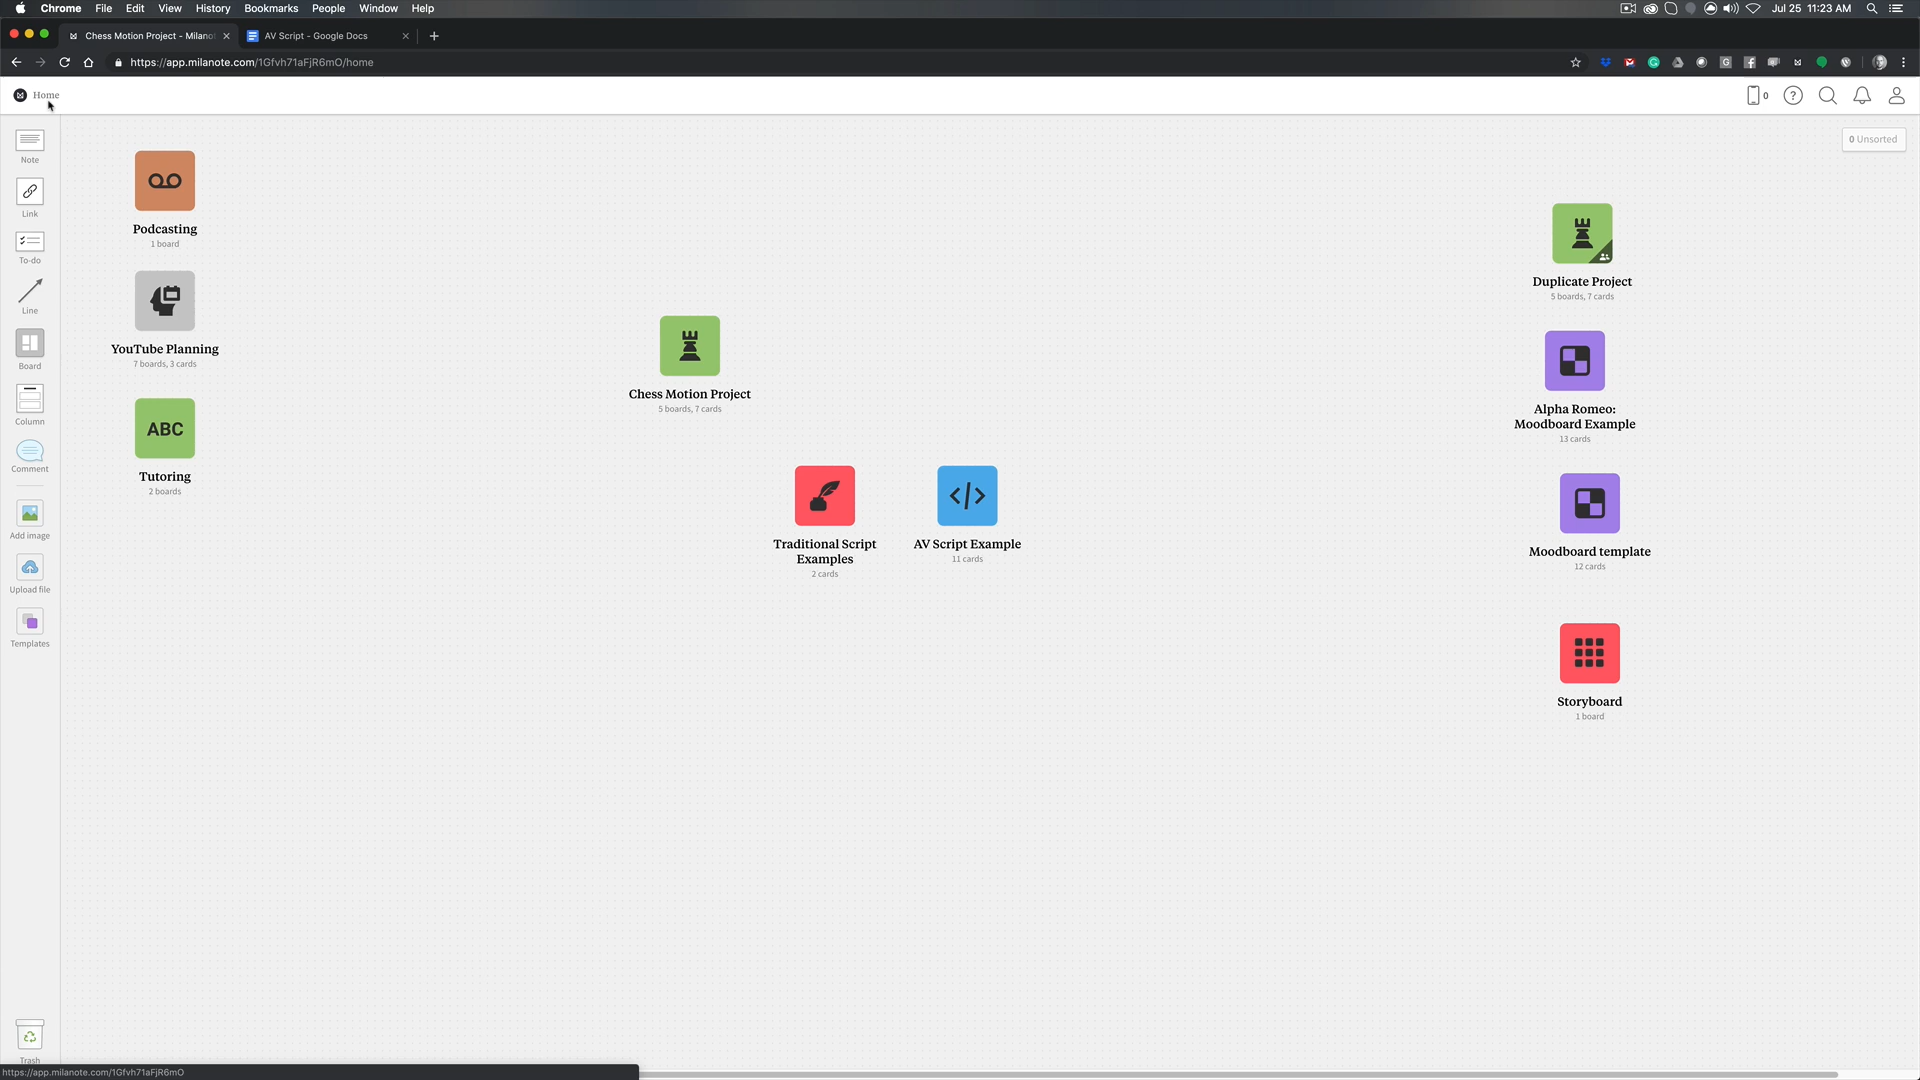 Chrome File Edit View History Bookmarks People Window Help
Jul 25 11:23 AM
Chess Motion Project - Milano
AV Script - Google Docs
https://app.milanote.com/1Gfvh71aFjR6mO/home
Home
0
0 Unsorted
Note
Link
To-do
Line
Board
Column
Comment
Add image
Upload file
Templates
Trash
Podcasting
1 board
YouTube Planning
7 boards, 3 cards
ABC
Tutoring
2 boards
Chess Motion Project
5 boards, 7 cards
Traditional Script
Examples
2 cards
</>
AV Script Example
11 cards
Duplicate Project
5 boards, 7 cards
Alpha Romeo:
Moodboard Example
13 cards
Moodboard template
12 cards
Storyboard
1 board
https://app.milanote.com/1Gfvh71aFjR6mO